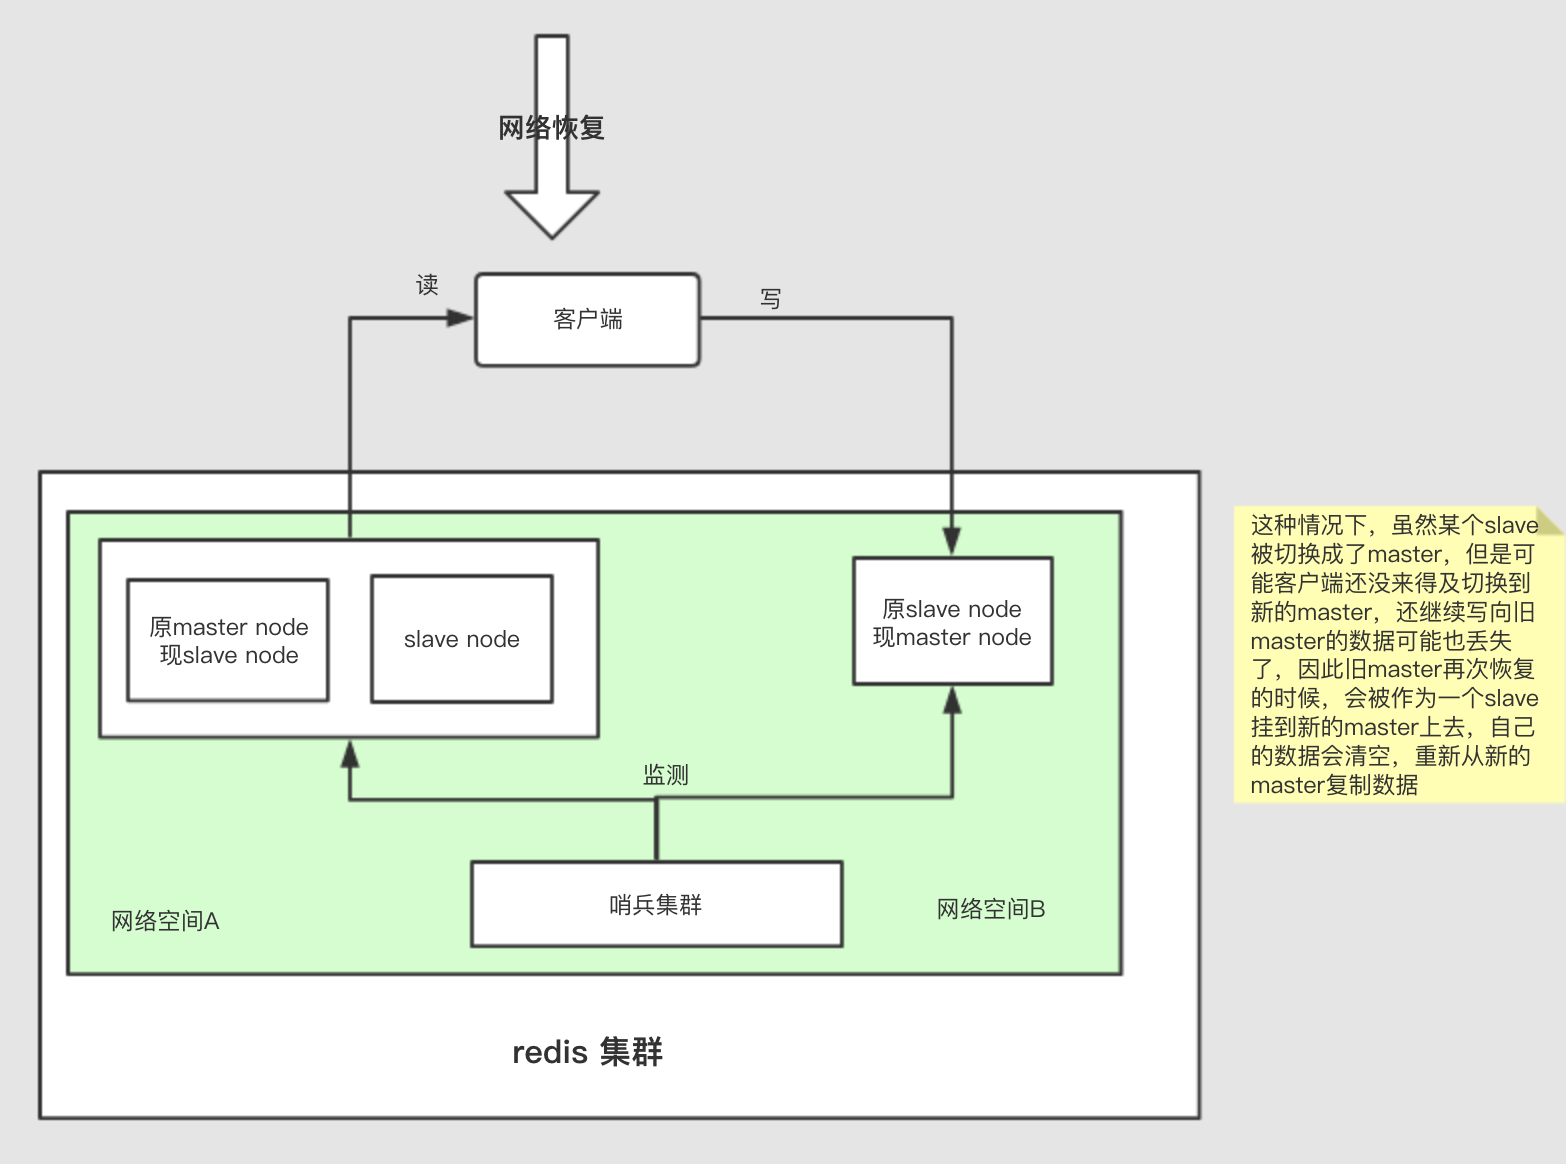 网络恢复
读
写
客户端
原master node
现slave node
slave node
原slave node
现master node
监测
哨兵集群
网络空间A
网络空间B
redis 集群
这种情况下，虽然某个slave
被切换成了master，但是可
能客户端还没来得及切换到
新的master，还继续写向旧
master的数据可能也丢失
了，因此旧master再次恢复
的时候，会被作为一个slave
挂到新的master上去，自己
的数据会清空，重新从新的
master复制数据